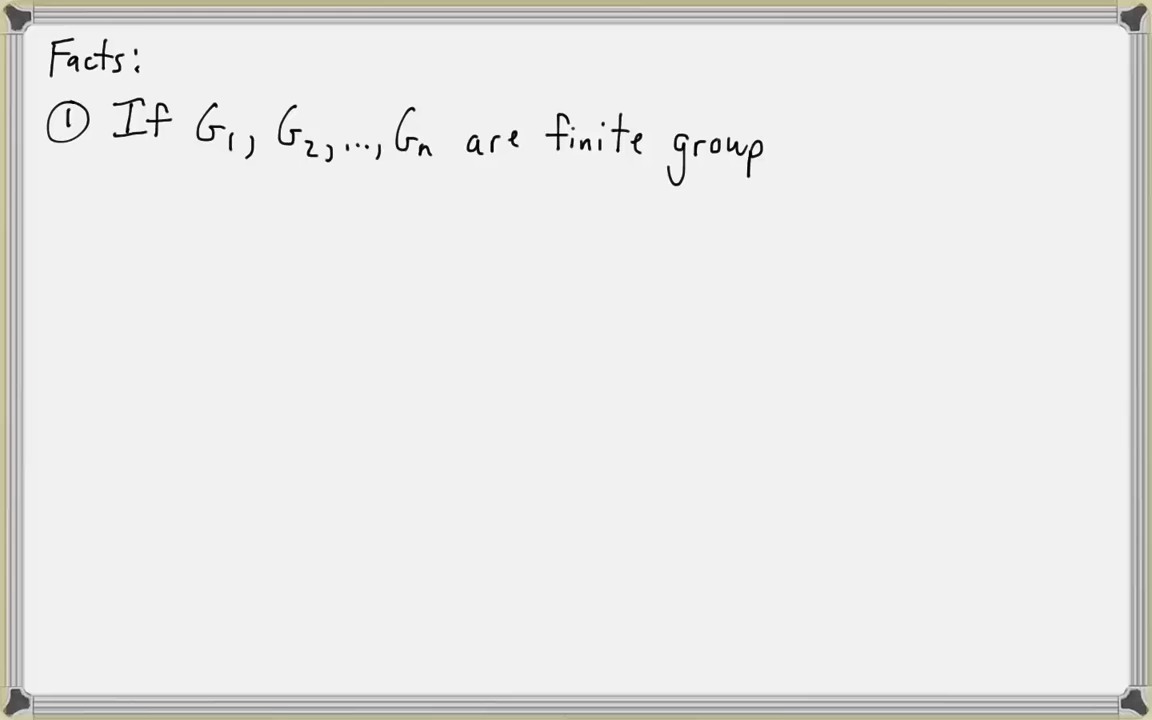 Facts:
① If G₁, G₂, ..., Gₙ are finite group